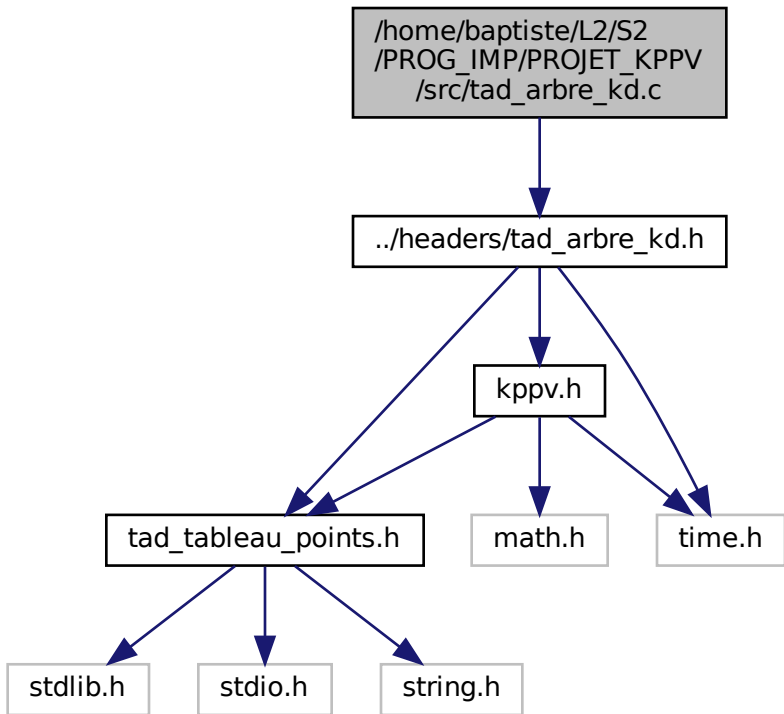 /home/baptiste/L2/S2
/PROG_IMP/PROJET_KPPV
/src/tad_arbre_kd.c
../headers/tad_arbre_kd.h
kppv.h
tad_tableau_points.h
math.h
time.h
stdlib.h
stdio.h
string.h